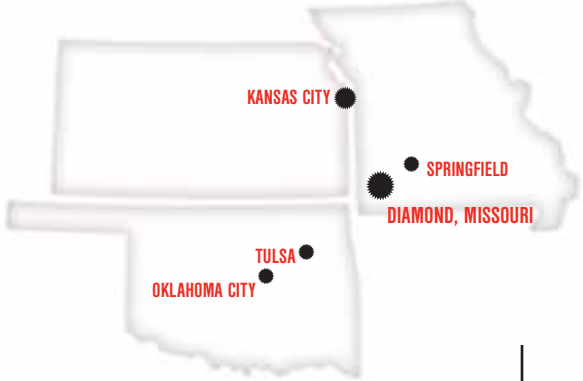 KANSAS CITY
SPRINGFIELD
DIAMOND, MISSOURI
TULSA
OKLAHOMA CITY